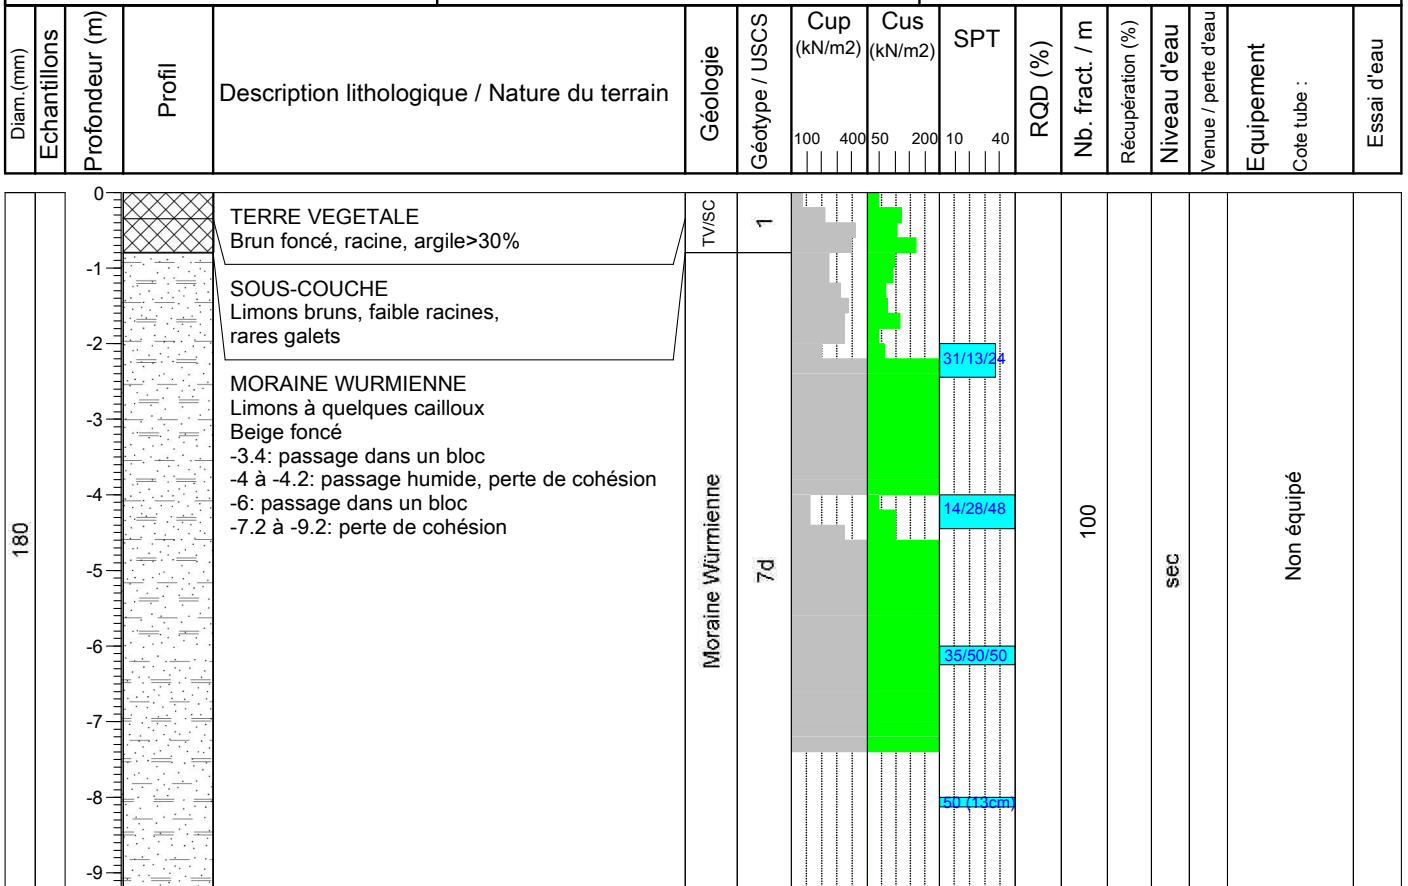 Diam.(mm)
Echantillons
Profondeur (m)
Profil
Description lithologique / Nature du terrain
Géologie
Géotype / USCS
Cup
(kN/m2)
100 400
Cus
(kN/m2)
50 200
SPT
10 40
RQD (%)
Nb. fract. / m
Récupération (%)
Niveau d'eau
Venue / perte d'eau
Equipement
Cote tube :
Essai d'eau
180
0
-1
-2
-3
-4
-5
-6
-7
-8
-9
TERRE VEGETALE
Brun foncé, racine, argile>30%
SOUS-COUCHE
Limons bruns, faible racines,
rares galets
MORAINE WURMIENNE
Limons à quelques cailloux
Beige foncé
-3.4: passage dans un bloc
-4 à -4.2: passage humide, perte de cohésion
-6: passage dans un bloc
-7.2 à -9.2: perte de cohésion
TV/SC
Moraine Würmienne
1
7d
31/13/24
14/28/48
35/50/50
50 (13cm)
100
sec
Non équipé